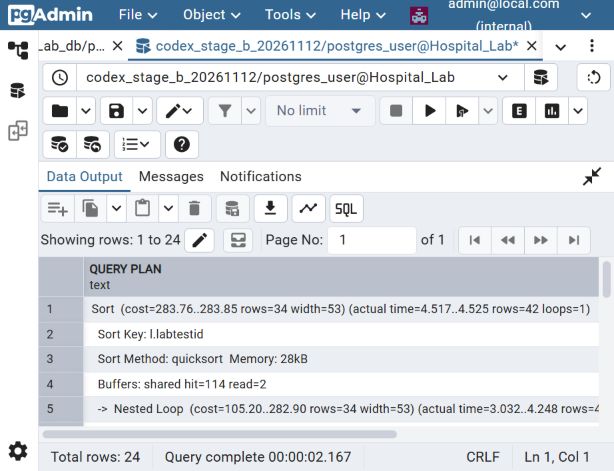 pgAdmin File Object Tools Help admin@local.com (internal)
_ab_db/p... codex_stage_b_20261112/postgres_user@Hospital_Lab*
codex_stage_b_20261112/postgres_user@Hospital_Lab
No limit E
Data Output Messages Notifications
SQL
Showing rows: 1 to 24 Page No: 1 of 1
QUERY PLAN
text
1 Sort (cost=283.76..283.85 rows=34 width=53) (actual time=4.517..4.525 rows=42 loops=1)
2 Sort Key: l.labtestid
3 Sort Method: quicksort Memory: 28kB
4 Buffers: shared hit=114 read=2
5 -> Nested Loop (cost=105.20..282.90 rows=34 width=53) (actual time=3.032..4.248 rows=4
Total rows: 24 Query complete 00:00:02.167 CRLF Ln 1, Col 1